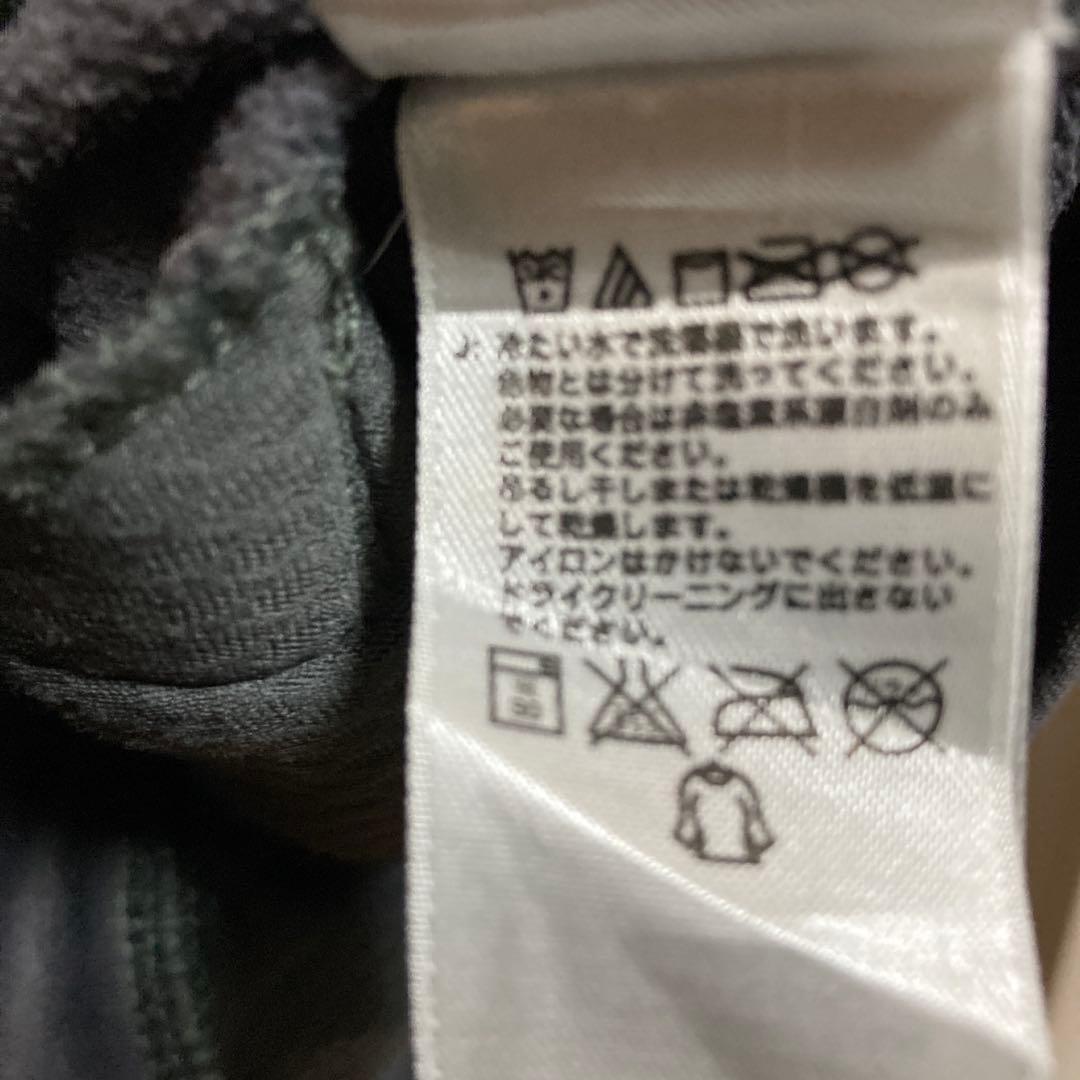 J: 冷たい水で洗濯機で洗います。
色物とは分けて洗ってください。
必要な場合は非塩素系漂白剤のみ
ご使用ください。
吊るし干しまたは乾燥機を低温に
して乾燥します。
アイロンはかけないでください。
ドライクリーニングに出さない
でください。